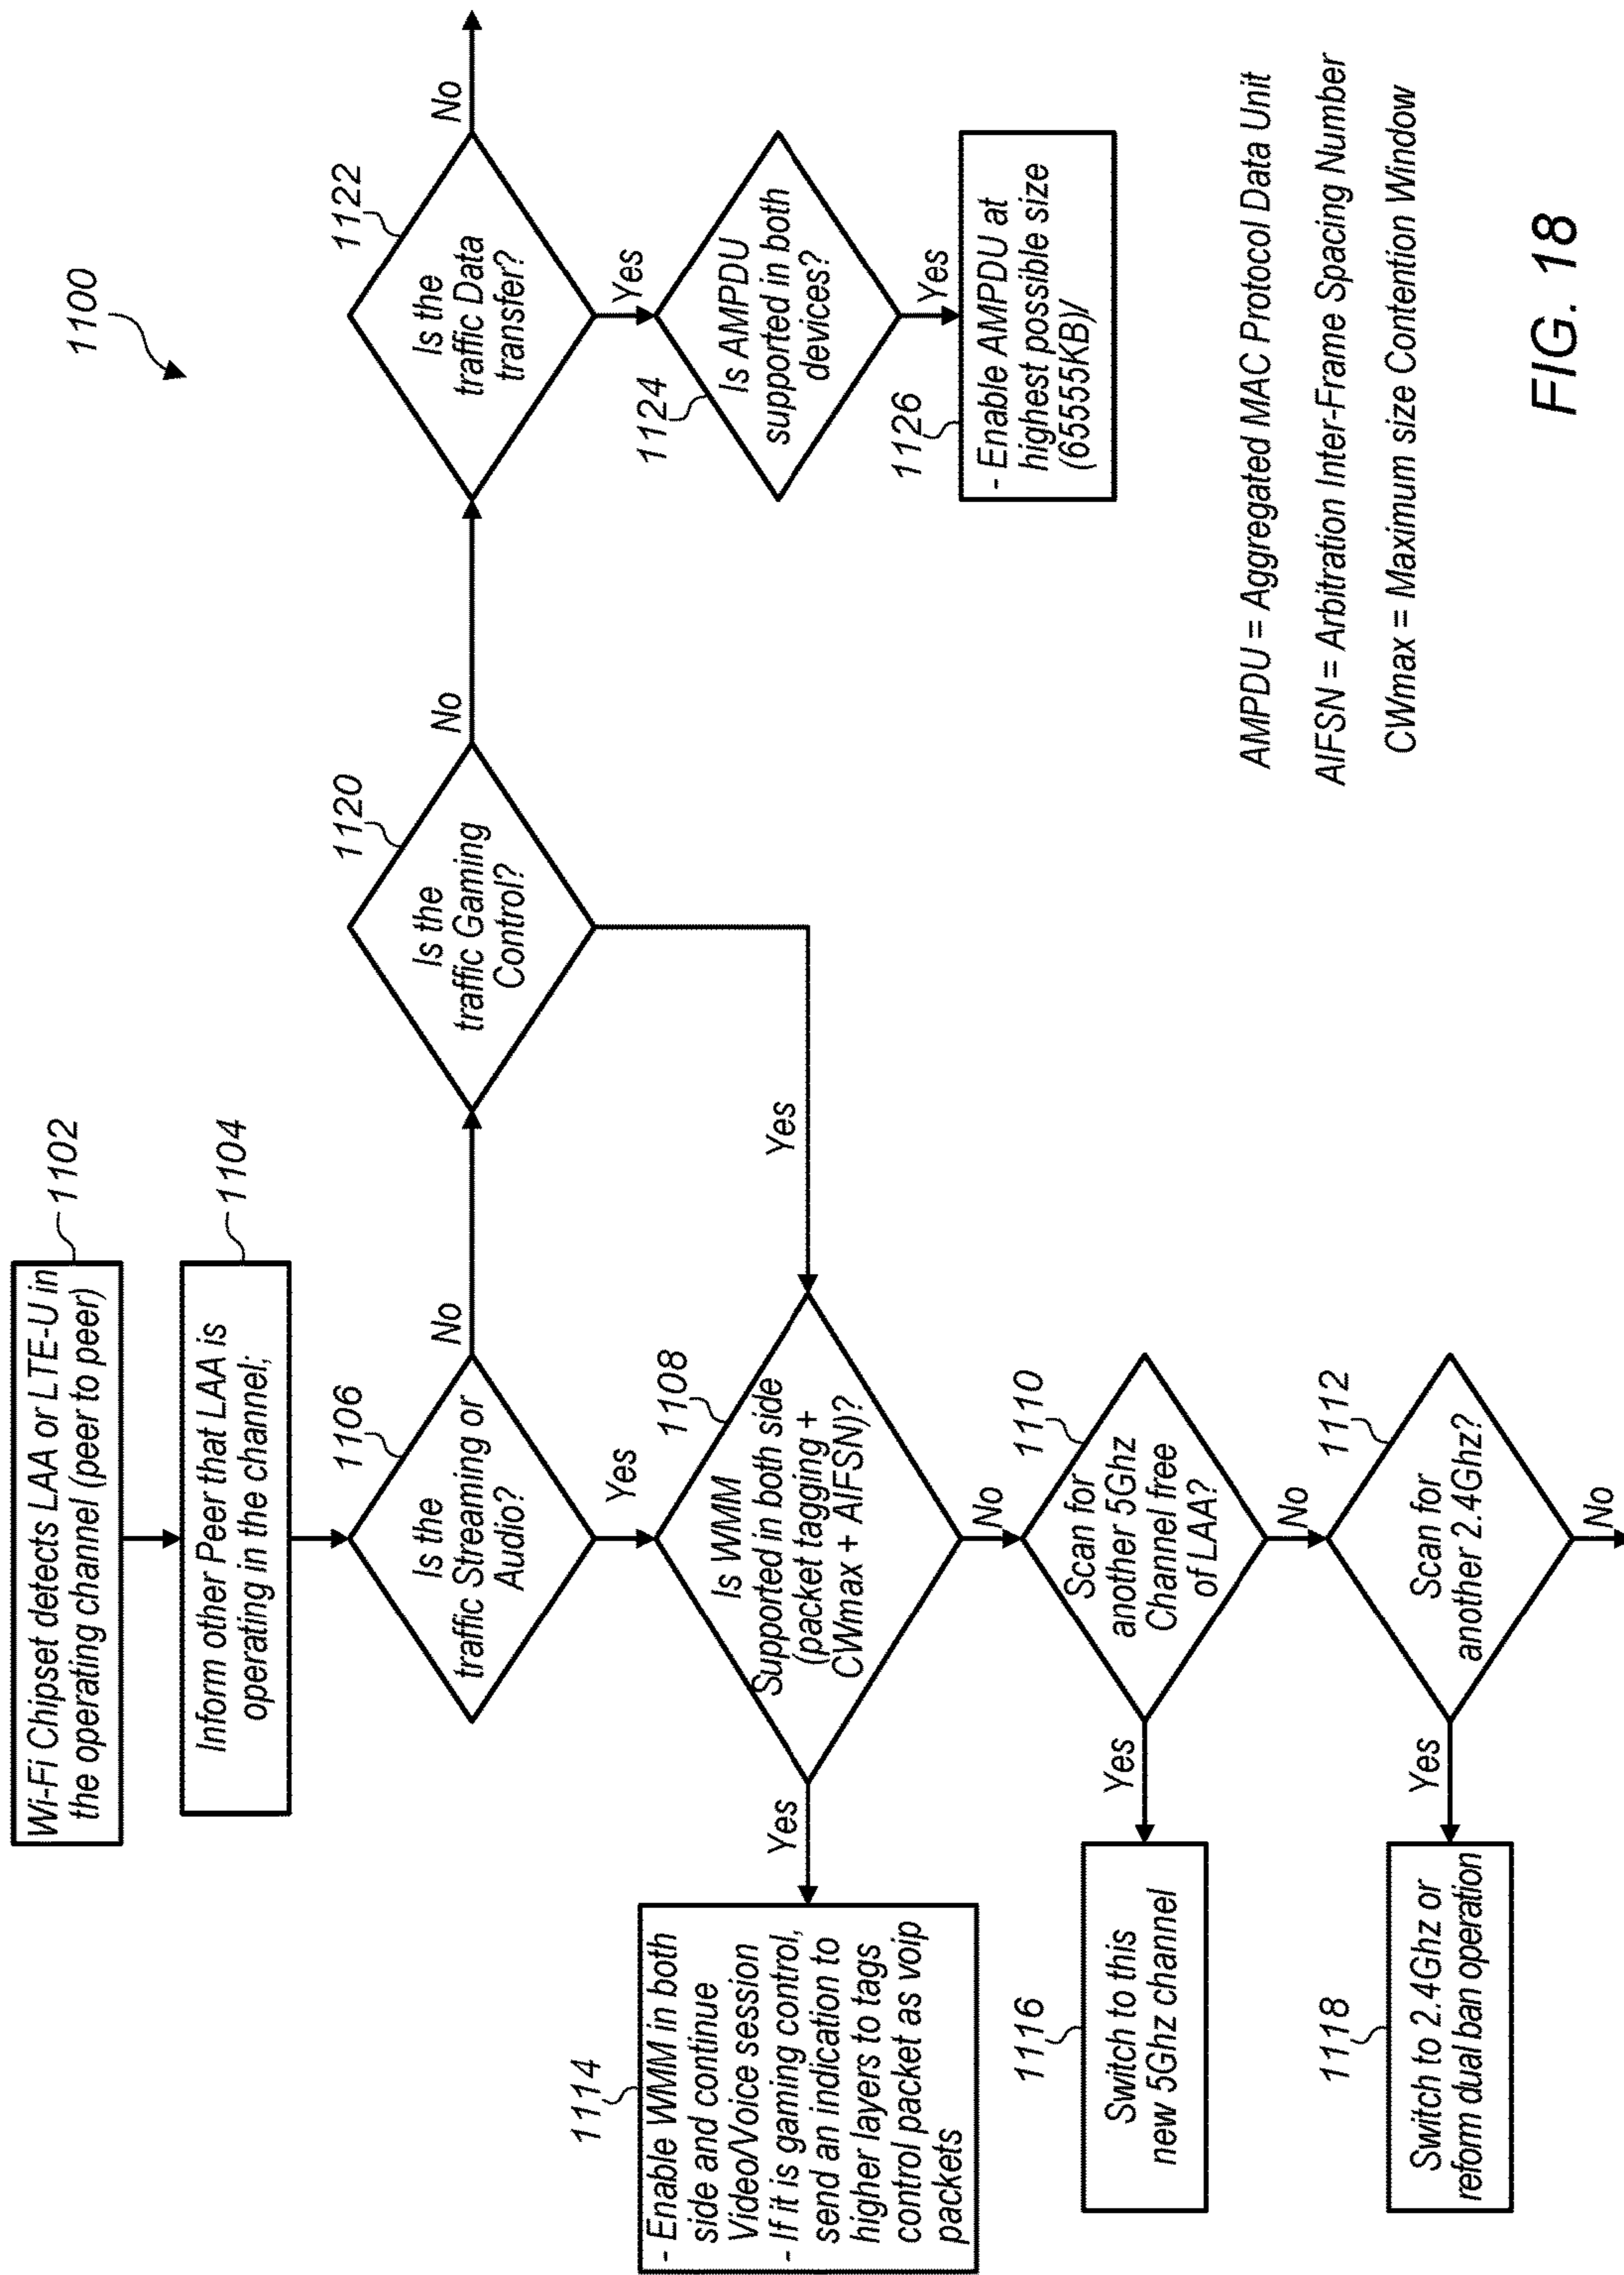 1100
Wi-Fi Chipset detects LAA or LTE-U in
the operating channel (peer to peer)
1102
Inform other Peer that LAA is
operating in the channel;
1104
Is the
traffic Streaming or
Audio?
1106
No
Yes
Is the
traffic Gaming
Control?
1120
No
Yes
Is the
traffic Data
transfer?
1122
No
Yes
Is AMPDU
supported in both
devices?
1124
Yes
- Enable AMPDU at
highest possible size
(65555KB)/
1126
Is WMM
Supported in both side
(packet tagging +
CWmax + AIFSN)?
1108
Yes
No
- Enable WMM in both
side and continue
Video/Voice session
- If it is gaming control,
send an indication to
higher layers to tags
control packet as voip
packets
1114
Scan for
another 5Ghz
Channel free
of LAA?
1110
Yes
No
Switch to this
new 5Ghz channel
1116
Scan for
another 2.4Ghz?
1112
Yes
No
Switch to 2.4Ghz or
reform dual ban operation
1118
AMPDU = Aggregated MAC Protocol Data Unit
AIFSN = Arbitration Inter-Frame Spacing Number
CWmax = Maximum size Contention Window
FIG. 18